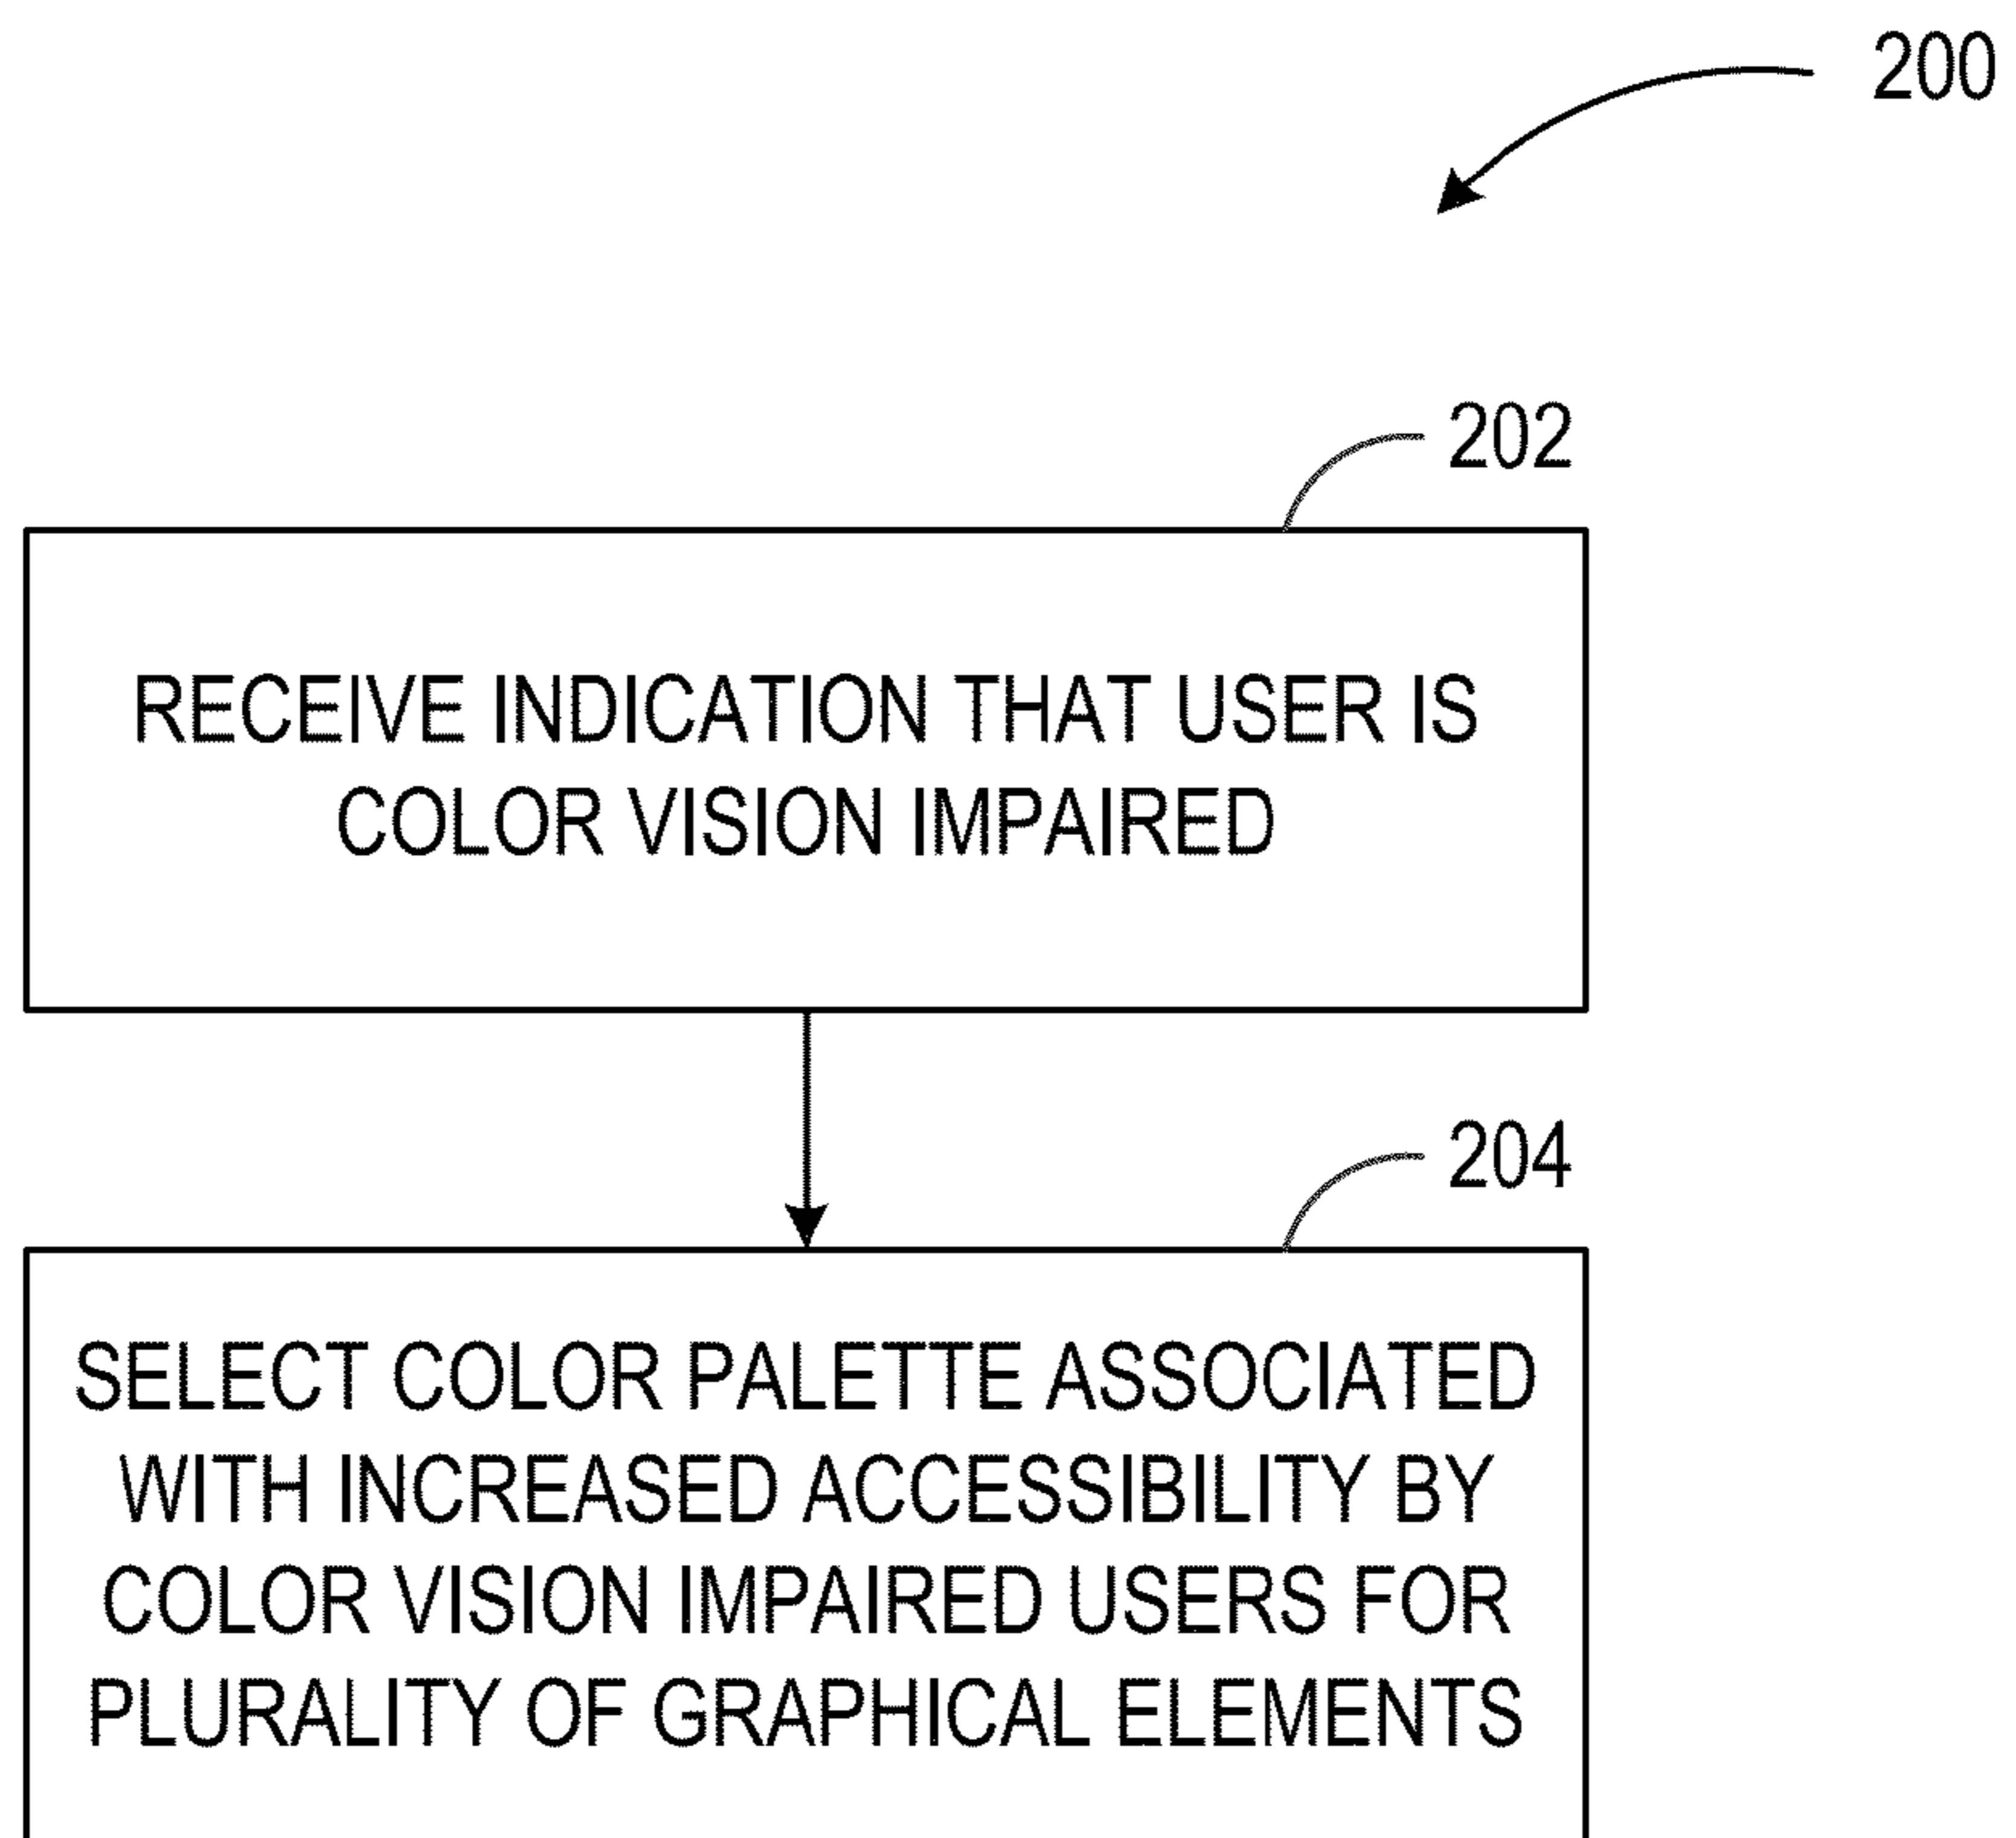 200
202
RECEIVE INDICATION THAT USER IS
COLOR VISION IMPAIRED
204
SELECT COLOR PALETTE ASSOCIATED
WITH INCREASED ACCESSIBILITY BY
COLOR VISION IMPAIRED USERS FOR
PLURALITY OF GRAPHICAL ELEMENTS